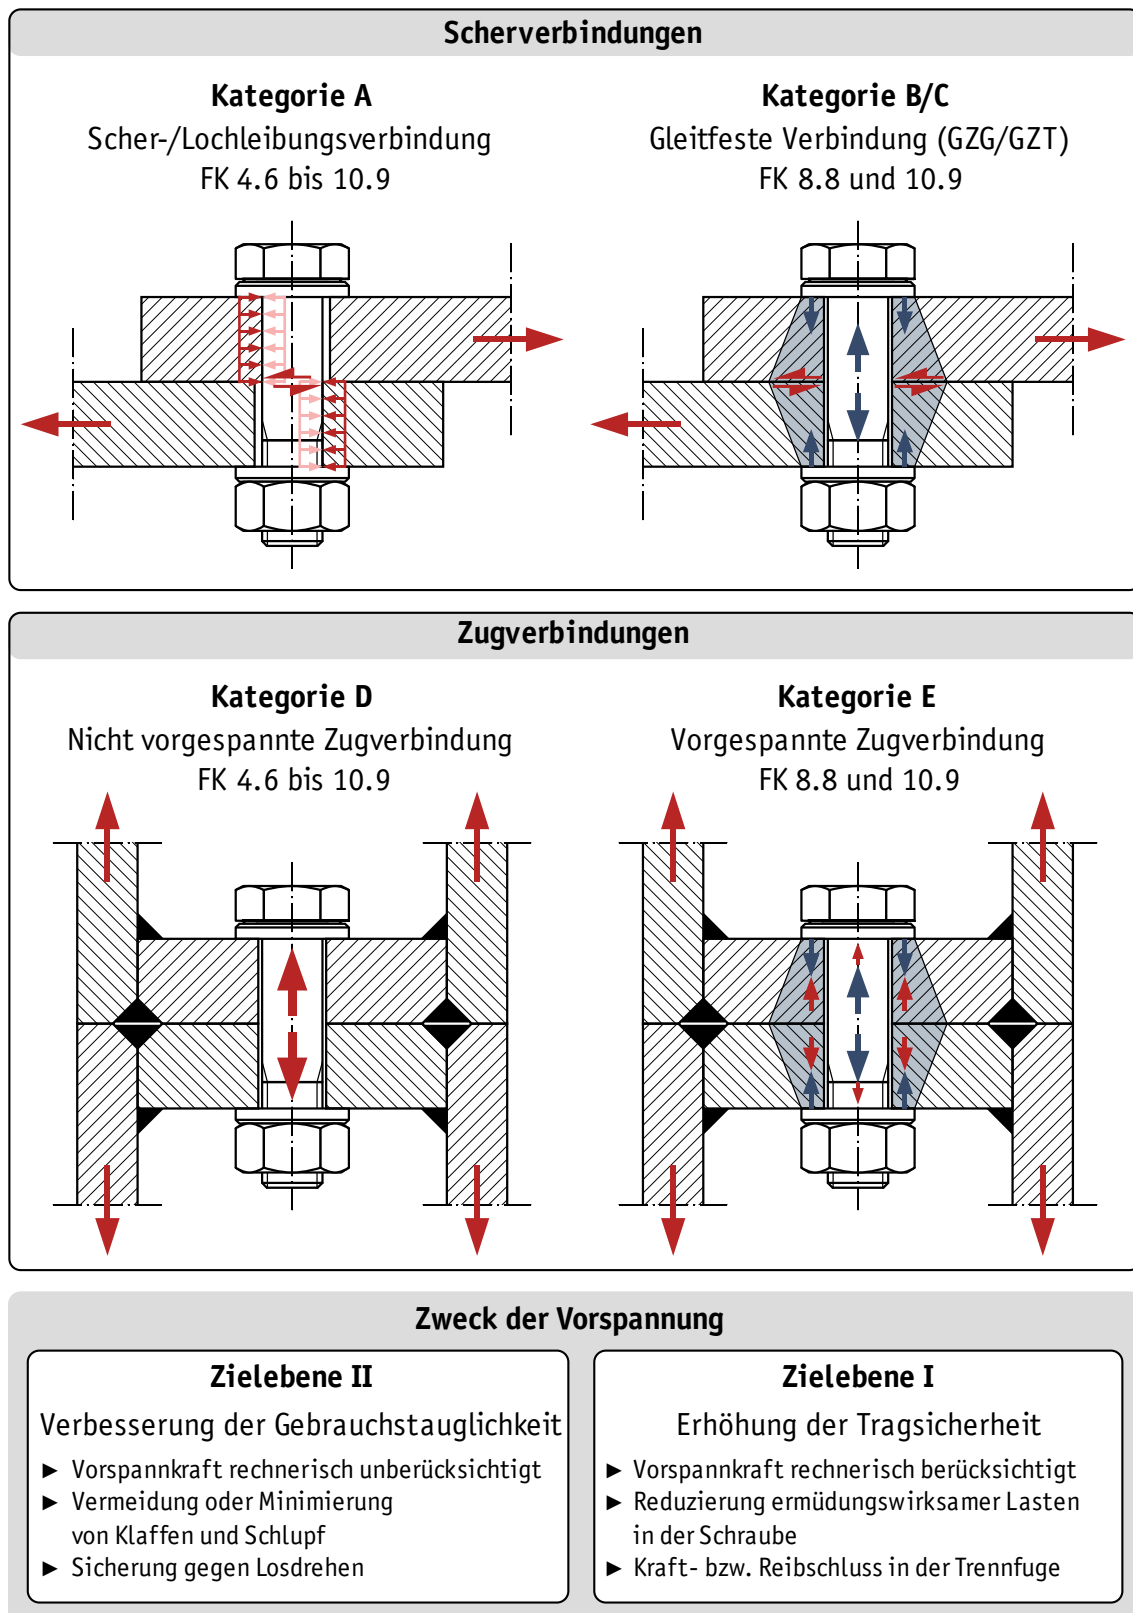 Scherverbindungen
Kategorie A
Scher-/Lochleibungsverbindung
FK 4.6 bis 10.9
Kategorie B/C
Gleitfeste Verbindung (GZG/GZT)
FK 8.8 und 10.9
Zugverbindungen
Kategorie D
Nicht vorgespannte Zugverbindung
FK 4.6 bis 10.9
Kategorie E
Vorgespannte Zugverbindung
FK 8.8 und 10.9
Zweck der Vorspannung
Zielebene II
Verbesserung der Gebrauchstauglichkeit
► Vorspannkraft rechnerisch unberücksichtigt
► Vermeidung oder Minimierung
von Klaffen und Schlupf
► Sicherung gegen Losdrehen
Zielebene I
Erhöhung der Tragsicherheit
► Vorspannkraft rechnerisch berücksichtigt
► Reduzierung ermüdungswirksamer Lasten
in der Schraube
► Kraft- bzw. Reibschluss in der Trennfuge